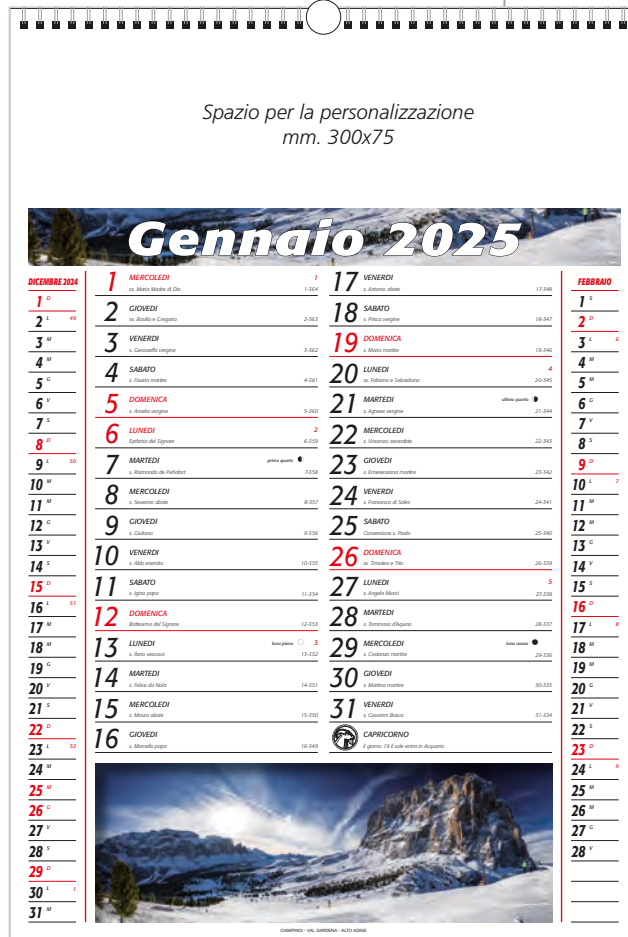 Spazio per la personalizzazione
mm. 300x75
Gennaio 2025
DICEMBRE 2024
1 D
2 L 49
3 M
4 M
5 G
6 V
7 S
8 D
9 L 50
10 M
11 M
12 G
13 V
14 S
15 D
16 L 51
17 M
18 M
19 G
20 V
21 S
22 D
23 L 52
24 M
25 M
26 G
27 V
28 S
29 D
30 L 1
31 M
1 MERCOLEDI 1
ss. Maria Madre di Dio 1-364
2 GIOVEDI
ss. Basilio e Gregorio 2-363
3 VENERDI
s. Genoveffa vergine 3-362
4 SABATO
s. Fausta martire 4-361
5 DOMENICA
s. Amelia vergine 5-360
6 LUNEDI 2
Epifania del Signore 6-359
7 MARTEDI primo quarto
s. Raimondo de Peñafort 7-358
8 MERCOLEDI
s. Severino abate 8-357
9 GIOVEDI
s. Giuliano 9-356
10 VENERDI
s. Aldo eremita 10-355
11 SABATO
s. Igino papa 11-354
12 DOMENICA
Battesimo del Signore 12-353
13 LUNEDI luna piena 3
s. Ilario vescovo 13-352
14 MARTEDI
s. Felice da Nola 14-351
15 MERCOLEDI
s. Mauro abate 15-350
16 GIOVEDI
s. Marcello papa 16-349
17 VENERDI
s. Antonio abate 17-348
18 SABATO
s. Prisca vergine 18-347
19 DOMENICA
s. Mario martire 19-346
20 LUNEDI 4
ss. Fabiano e Sebastiano 20-345
21 MARTEDI ultimo quarto
s. Agnese vergine 21-344
22 MERCOLEDI
s. Vincenzo sacerdote 22-343
23 GIOVEDI
s. Emerenziana martire 23-342
24 VENERDI
s. Francesco di Sales 24-341
25 SABATO
Conversione s. Paolo 25-340
26 DOMENICA
ss. Timoteo e Tito 26-339
27 LUNEDI 5
s. Angela Merici 27-338
28 MARTEDI
s. Tommaso d'Aquino 28-337
29 MERCOLEDI luna nuova
s. Costanzo martire 29-336
30 GIOVEDI
s. Martina martire 30-335
31 VENERDI
s. Giovanni Bosco 31-334
CAPRICORNO
Il giorno 19 il sole entra in Acquario
FEBBRAIO
1 S
2 D
3 L 6
4 M
5 M
6 G
7 V
8 S
9 D
10 L 7
11 M
12 M
13 G
14 V
15 S
16 D
17 L 8
18 M
19 M
20 G
21 V
22 S
23 D
24 L 9
25 M
26 M
27 G
28 V
CIAMPINOI - VAL GARDENA - ALTO ADIGE